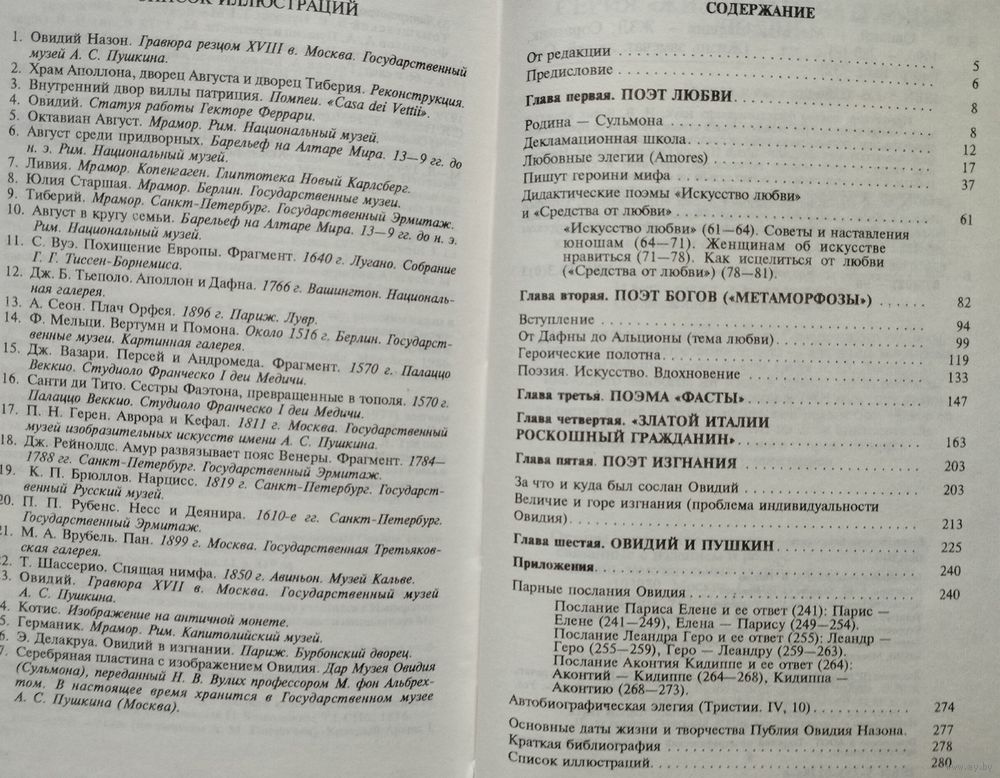 СПИСОК ИЛЛЮСТРАЦИЙ
1. Овидий Назон. Гравюра резцом XVIII в. Москва. Государственный
музей А. С. Пушкина.
2. Храм Аполлона, дворец Августа и дворец Тиберия. Реконструкция.
3. Внутренний двор виллы патриция. Помпеи. «Casa dei Vettii».
4. Овидий. Статуя работы Гекторе Феррари.
5. Октавиан Август. Мрамор. Рим. Национальный музей.
6. Август среди придворных. Барельеф на Алтаре Мира. 13—9 гг. до
н. э. Рим. Национальный музей.
7. Ливия. Мрамор. Копенгаген. Глиптотека Новый Карлсберг.
8. Юлия Старшая. Мрамор. Берлин. Государственные музеи.
9. Тиберий. Мрамор. Санкт-Петербург. Государственный Эрмитаж.
10. Август в кругу семьи. Барельеф на Алтаре Мира. 13—9 гг. до н. э.
Рим. Национальный музей.
11. С. Вуэ. Похищение Европы. Фрагмент. 1640 г. Лугано. Собрание
Г. Г. Тиссен-Борнемиса.
12. Дж. Б. Тьеполо. Аполлон и Дафна. 1766 г. Вашингтон. Националь-
ная галерея.
13. А. Сеон. Плач Орфея. 1896 г. Париж. Лувр.
14. Ф. Мельци. Вертумн и Помона. Около 1516 г. Берлин. Государст-
венные музеи. Картинная галерея.
15. Дж. Вазари. Персей и Андромеда. Фрагмент. 1570 г. Палаццо
Веккио. Студиоло Франческо I деи Медичи.
16. Санти ди Тито. Сестры Фаэтона, превращенные в тополя. 1570 г.
Палаццо Веккио. Студиоло Франческо I деи Медичи.
17. П. Н. Герен. Аврора и Кефал. 1811 г. Москва. Государственный
музей изобразительных искусств имени А. С. Пушкина.
18. Дж. Рейнолдс. Амур развязывает пояс Венеры. Фрагмент. 1784—
1788 гг. Санкт-Петербург. Государственный Эрмитаж.
19. К. П. Брюллов. Нарцисс. 1819 г. Санкт-Петербург. Государст-
венный Русский музей.
20. П. П. Рубенс. Несс и Деянира. 1610-е гг. Санкт-Петербург.
Государственный Эрмитаж.
21. М. А. Врубель. Пан. 1899 г. Москва. Государственная Третьяков-
ская галерея.
2. Т. Шассерио. Спящая нимфа. 1850 г. Авиньон. Музей Кальве.
3. Овидий. Гравюра XVII в. Москва. Государственный музей
А. С. Пушкина.
4. Котис. Изображение на античной монете.
5. Германик. Мрамор. Рим. Капитолийский музей.
6. Э. Делакруа. Овидий в изгнании. Париж. Бурбонский дворец.
7. Серебряная пластина с изображением Овидия. Дар Музея Овидия
(Сульмона), переданный Н. В. Вулих профессором М. фон Альбрех-
том. В настоящее время хранится в Государственном музее
А. С. Пушкина (Москва).
СОДЕРЖАНИЕ
От редакции 5
Предисловие 6
Глава первая. ПОЭТ ЛЮБВИ 8
Родина — Сульмона 8
Декламационная школа 12
Любовные элегии (Amores) 17
Пишут героини мифа 37
Дидактические поэмы «Искусство любви»
и «Средства от любви» 61
«Искусство любви» (61—64). Советы и наставления
юношам (64—71). Женщинам об искусстве
нравиться (71—78). Как исцелиться от любви
(«Средства от любви») (78—81).
Глава вторая. ПОЭТ БОГОВ («МЕТАМОРФОЗЫ») 82
Вступление 94
От Дафны до Альционы (тема любви) 99
Героические полотна 119
Поэзия. Искусство. Вдохновение 133
Глава третья. ПОЭМА «ФАСТЫ» 147
Глава четвертая. «ЗЛАТОЙ ИТАЛИИ
РОСКОШНЫЙ ГРАЖДАНИН» 163
Глава пятая. ПОЭТ ИЗГНАНИЯ 203
За что и куда был сослан Овидий 203
Величие и горе изгнания (проблема индивидуальности
Овидия) 213
Глава шестая. ОВИДИЙ И ПУШКИН 225
Приложения 240
Парные послания Овидия 240
Послание Париса Елене и ее ответ (241): Парис —
Елене (241—249), Елена — Парису (249—254).
Послание Леандра Геро и ее ответ (255): Леандр —
Геро (255—259), Геро — Леандру (259—263).
Послание Аконтия Килиппе и ее ответ (264):
Аконтий — Килиппе (264—268), Килиппа —
Аконтию (268—273).
Автобиографическая элегия (Тристии. IV, 10) 274
Основные даты жизни и творчества Публия Овидия Назона. 277
Краткая библиография 278
Список иллюстраций 280
www.ay.by